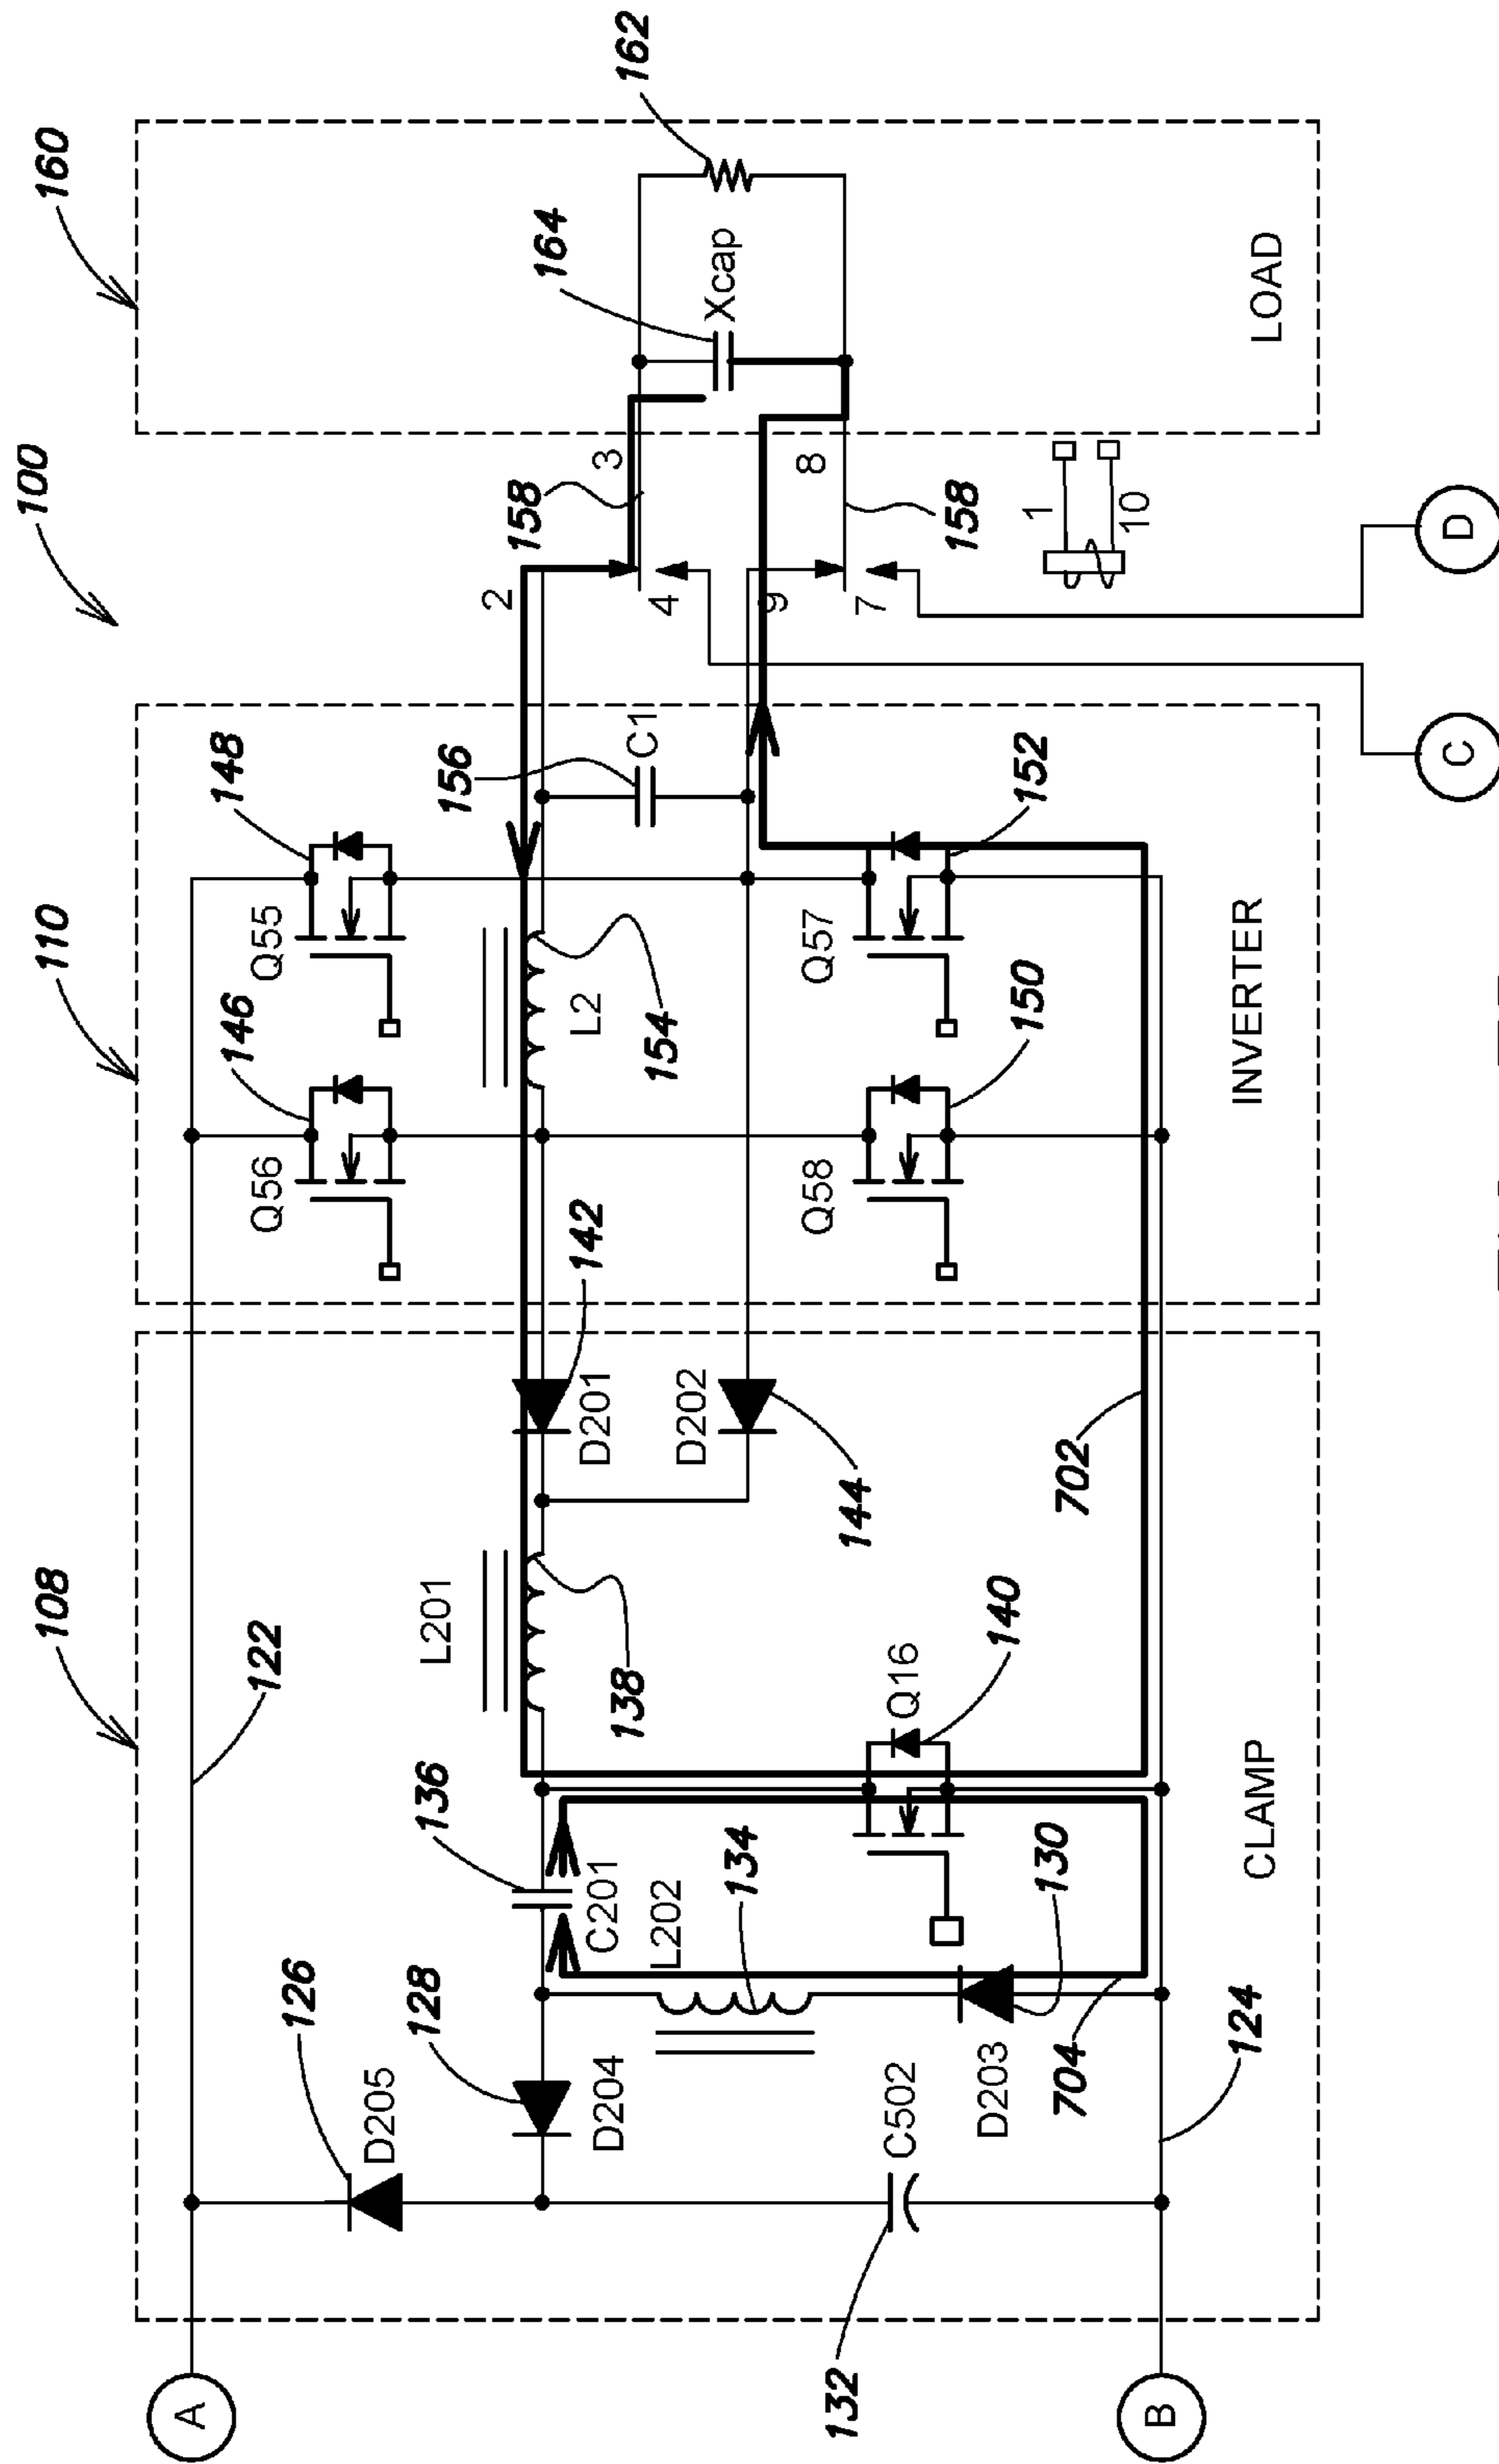 100
108
110
160
A
122
126
D205
128
D204
136
C201
L201
138
L202
134
D201
142
D202
144
Q56
146
Q55
148
L2
154
156
C1
2
158
3
4
9
8
7
158
164
Xcap
162
1
10
132
C502
D203
130
704
Q16
140
702
Q58
150
Q57
152
124
B
CLAMP
INVERTER
LOAD
C
D